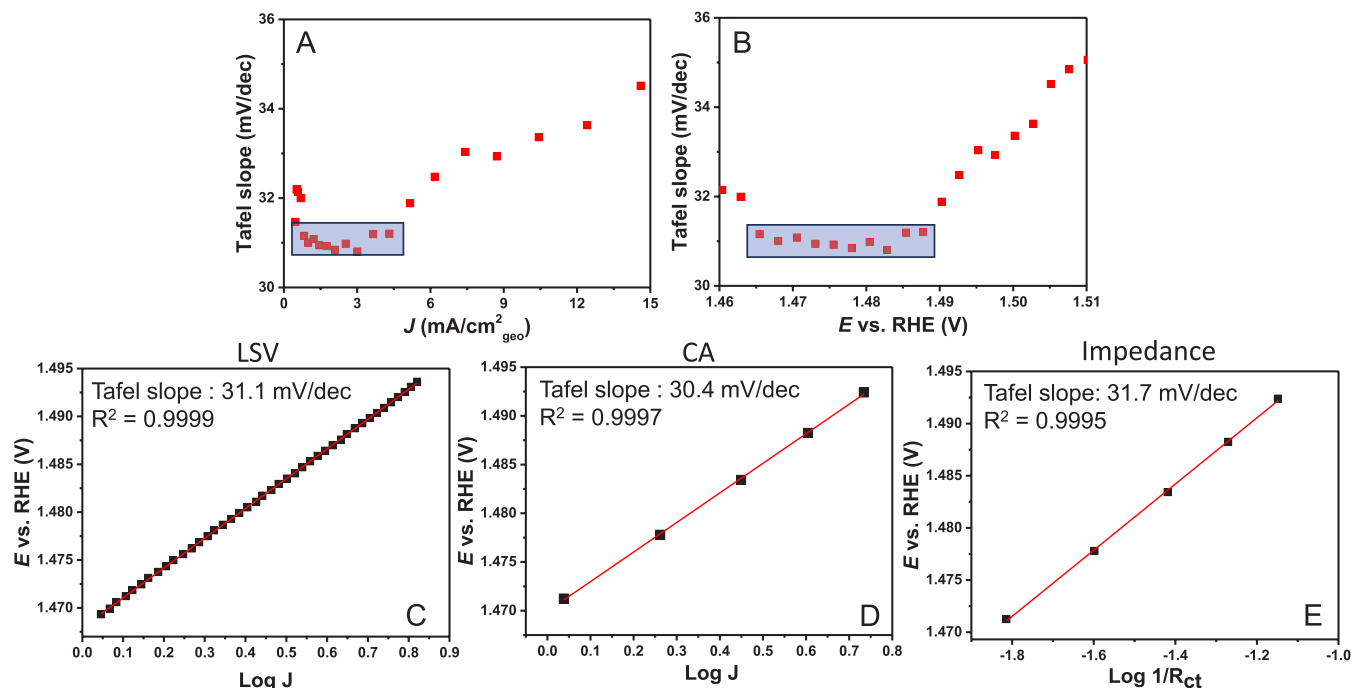 A
Tafel slope (mV/dec)
36
34
32
30
0
3
6
9
12
15
J (mA/cm²geo)
B
Tafel slope (mV/dec)
36
34
32
30
1.46
1.47
1.48
1.49
1.50
1.51
E vs. RHE (V)
LSV
Tafel slope : 31.1 mV/dec
R² = 0.9999
E vs. RHE (V)
1.495
1.490
1.485
1.480
1.475
1.470
C
0.0
0.1
0.2
0.3
0.4
0.5
0.6
0.7
0.8
0.9
Log J
CA
Tafel slope : 30.4 mV/dec
R² = 0.9997
E vs. RHE (V)
1.495
1.490
1.485
1.480
1.475
1.470
D
0.0
0.1
0.2
0.3
0.4
0.5
0.6
0.7
0.8
Log J
Impedance
Tafel slope: 31.7 mV/dec
R² = 0.9995
E vs. RHE (V)
1.495
1.490
1.485
1.480
1.475
1.470
E
-1.8
-1.6
-1.4
-1.2
-1.0
Log 1/Rct